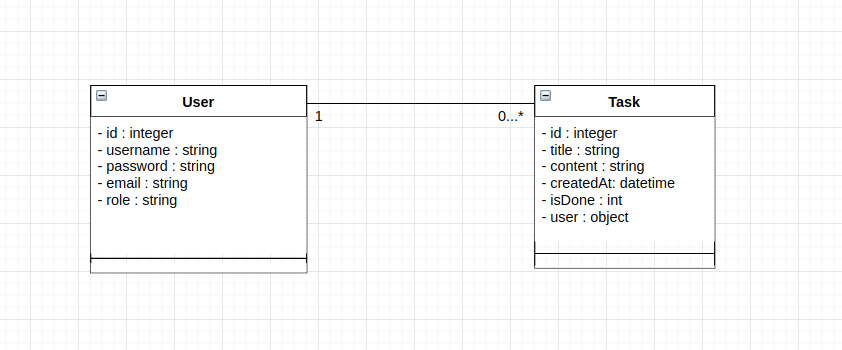 User
- id : integer
- username : string
- password : string
- email : string
- role : string
1
0...*
Task
- id : integer
- title : string
- content : string
- createdAt: datetime
- isDone : int
- user : object